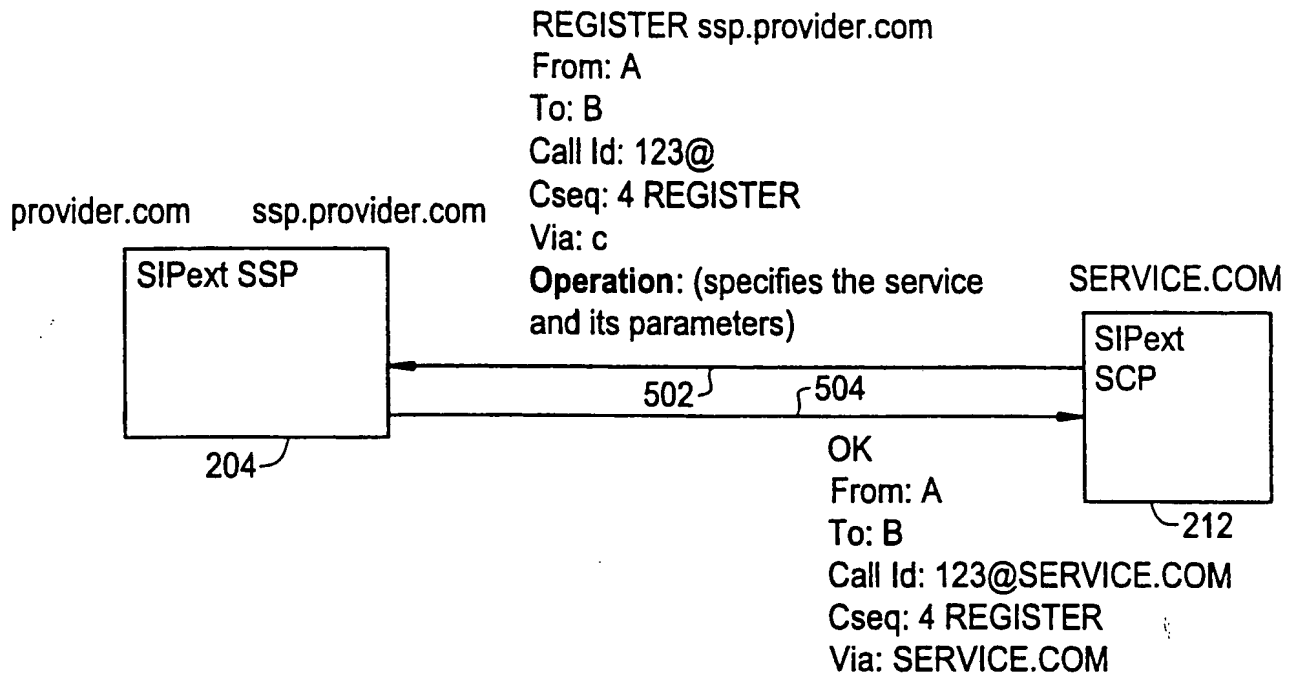 REGISTER ssp.provider.com
From: A
To: B
Call Id: 123@
Cseq: 4 REGISTER
Via: c
Operation: (specifies the service
and its parameters)
provider.com ssp.provider.com
SIPext SSP
204
SERVICE.COM
SIPext
SCP
212
502
504
OK
From: A
To: B
Call Id: 123@SERVICE.COM
Cseq: 4 REGISTER
Via: SERVICE.COM